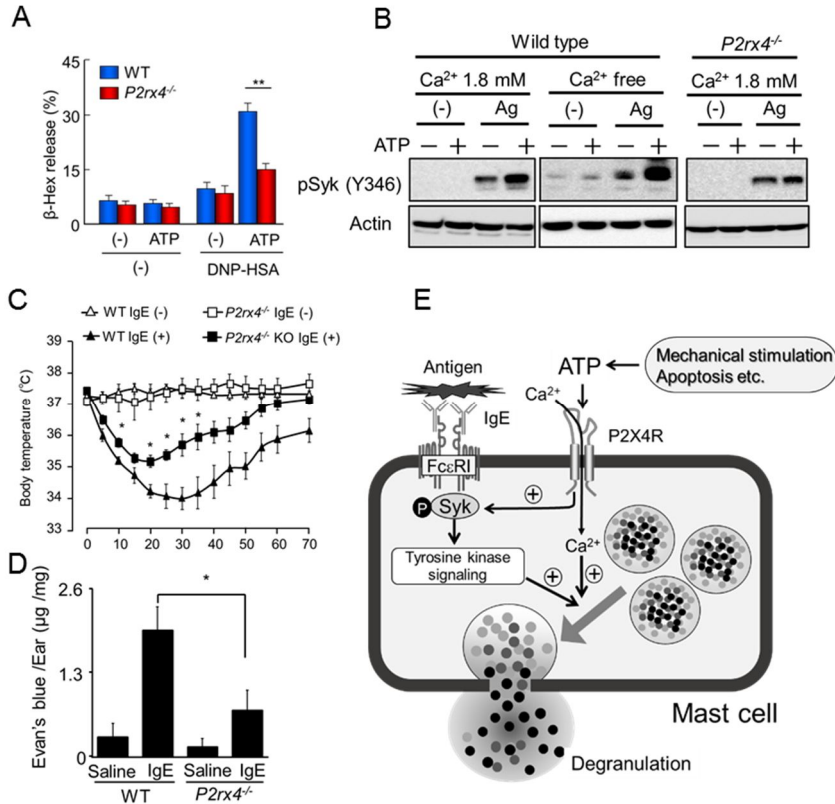 A
WT
P2rx4-/-
**
β-Hex release (%)
45
30
15
0
(-) ATP (-) ATP
(-) DNP-HSA
B
Wild type P2rx4-/-
Ca2+ 1.8 mM Ca2+ free Ca2+ 1.8 mM
(-) Ag (-) Ag (-) Ag
ATP − + − + − + − + − + − +
pSyk (Y346)
Actin
C
WT IgE (-) P2rx4-/- IgE (-)
WT IgE (+) P2rx4-/- KO IgE (+)
Body temperature (℃)
39
37
36
35
34
33
* * * * * *
0 10 20 30 40 50 60 70
D
Evan's blue /Ear (μg /mg)
2.6
1.3
0
*
Saline IgE Saline IgE
WT P2rx4-/-
E
Antigen
ATP
Mechanical stimulation
Apoptosis etc.
Ca2+
IgE
P2X4R
FcεRI
P Syk
+
Ca2+
Tyrosine kinase
signaling
+ +
Mast cell
Degranulation